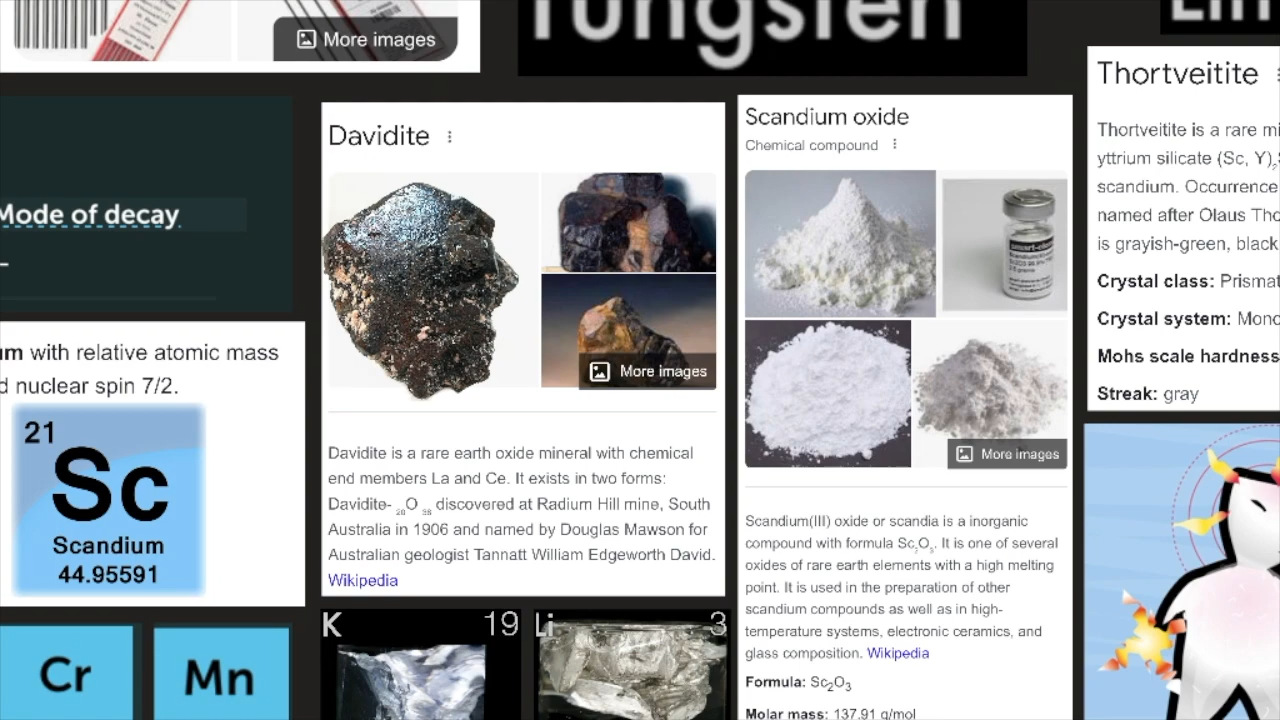 More images
Tungsten
Thortveitite
Thortveitite is a rare mi
yttrium silicate (Sc, Y)
scandium. Occurrence
named after Olaus Tho
is grayish-green, black
Crystal class: Prismat
Crystal system: Mono
Mohs scale hardness
Streak: gray
Davidite
More images
Davidite is a rare earth oxide mineral with chemical
end members La and Ce. It exists in two forms:
Davidite- ₂₀O ₃₈ discovered at Radium Hill mine, South
Australia in 1906 and named by Douglas Mawson for
Australian geologist Tannatt William Edgeworth David.
Wikipedia
Scandium oxide
Chemical compound
More images
Scandium(III) oxide or scandia is a inorganic
compound with formula Sc₂O₃. It is one of several
oxides of rare earth elements with a high melting
point. It is used in the preparation of other
scandium compounds as well as in high-
temperature systems, electronic ceramics, and
glass composition. Wikipedia
Formula: Sc₂O₃
Molar mass: 137.91 g/mol
Mode of decay
um with relative atomic mass
d nuclear spin 7/2.
21
Sc
Scandium
44.95591
Cr
Mn
K 19
Li 3